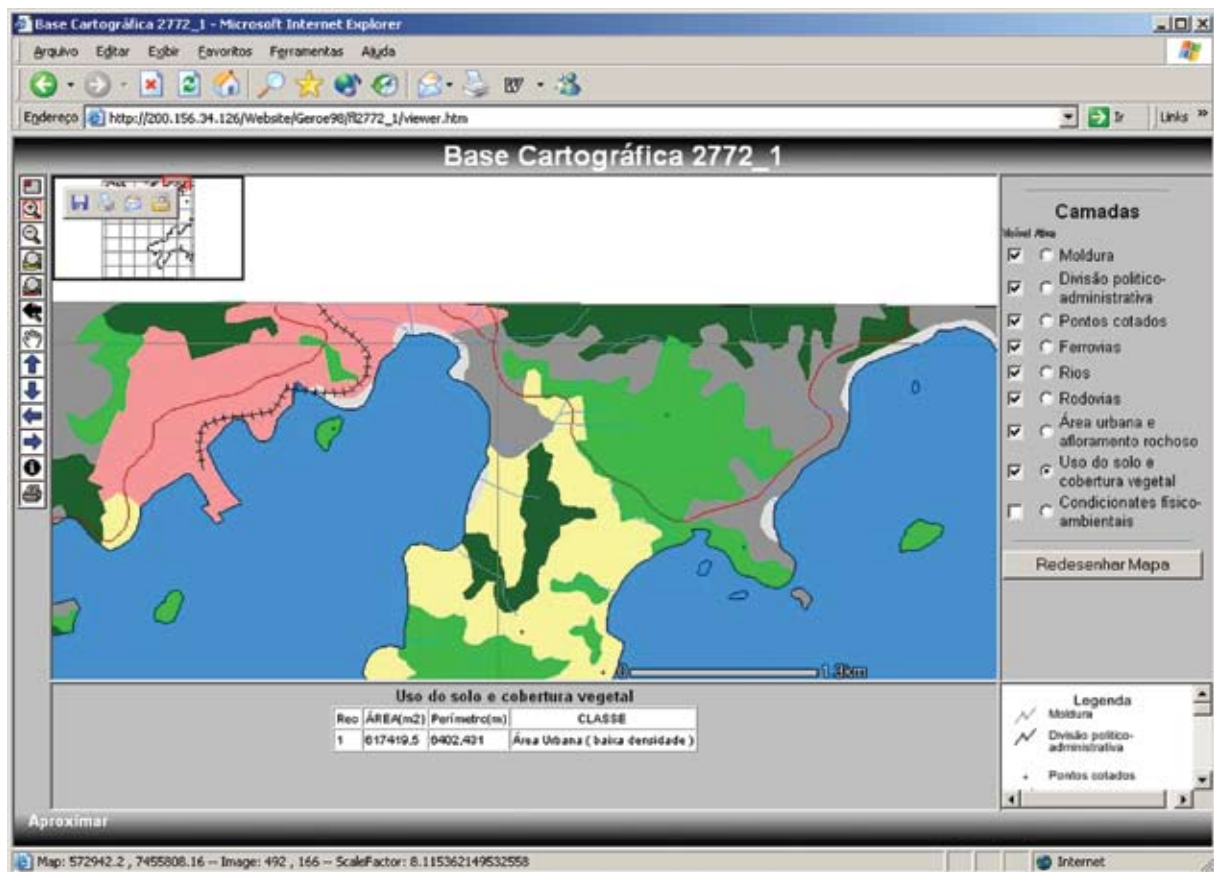 Base Cartográfica 2772_1 - Microsoft Internet Explorer
Arquivo Editar Exibir Favoritos Ferramentas Ajuda
Endereço http://200.156.34.126/Website/Geroe98/fl2772_1/viewer.htm Ir Links »
Base Cartográfica 2772_1
Camadas
Visível Ativa
Moldura
Divisão político-
administrativa
Pontos cotados
Ferrovias
Rios
Rodovias
Área urbana e
afloramento rochoso
Uso do solo e
cobertura vegetal
Condicionates físico-
ambientais
Redesenhar Mapa
0 1.3km
Uso do solo e cobertura vegetal
Rec ÁREA(m2) Perímetro(m) CLASSE
1 617419,5 6402,431 Área Urbana ( baixa densidade )
Legenda
Moldura
Divisão político-
administrativa
Pontos cotados
Aproximar
Map: 572942.2 , 7455808.16 -- Image: 492 , 166 -- ScaleFactor: 8.115362149532558
Internet